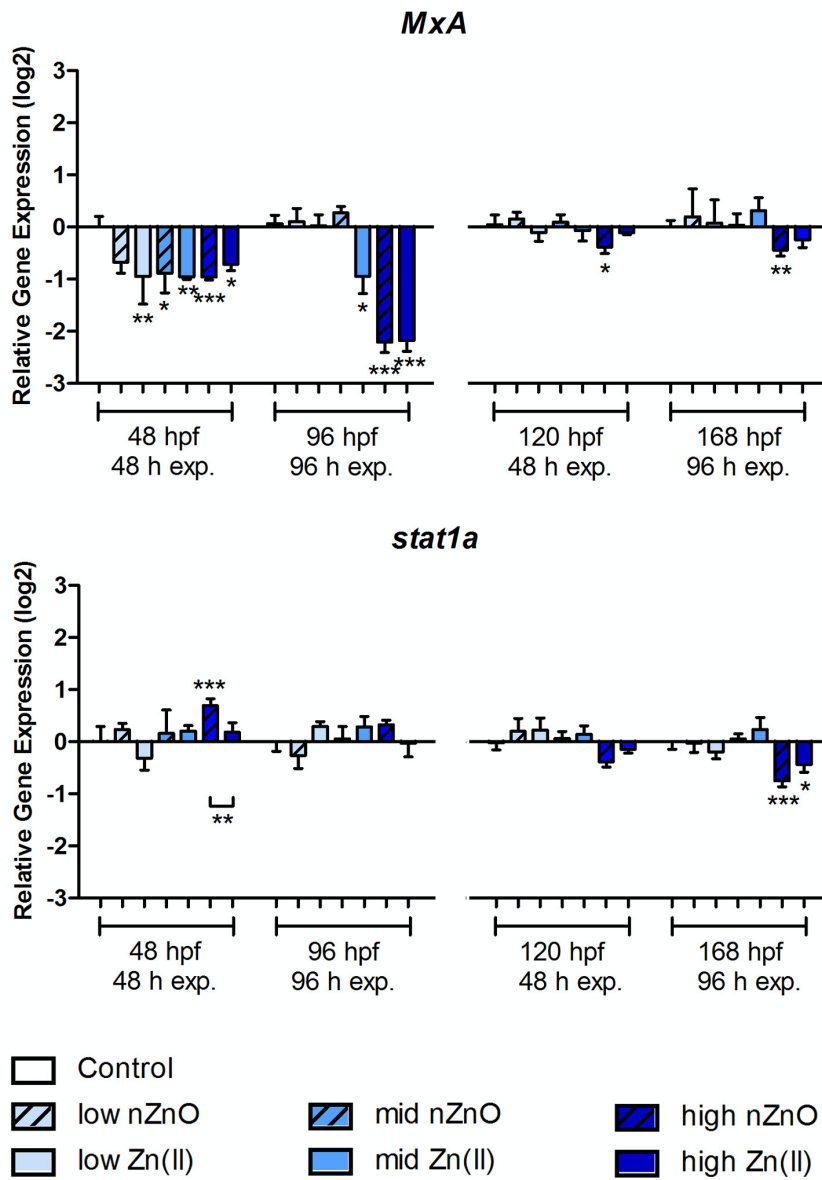 MxA
Relative Gene Expression (log2)
3
2
1
0
-1
-2
-3
** * ** *** * * *** *** * **
48 hpf 96 hpf 120 hpf 168 hpf
48 h exp. 96 h exp. 48 h exp. 96 h exp.
stat1a
Relative Gene Expression (log2)
3
2
1
0
-1
-2
-3
*** ** *** *
48 hpf 96 hpf 120 hpf 168 hpf
48 h exp. 96 h exp. 48 h exp. 96 h exp.
Control
low nZnO mid nZnO high nZnO
low Zn(II) mid Zn(II) high Zn(II)